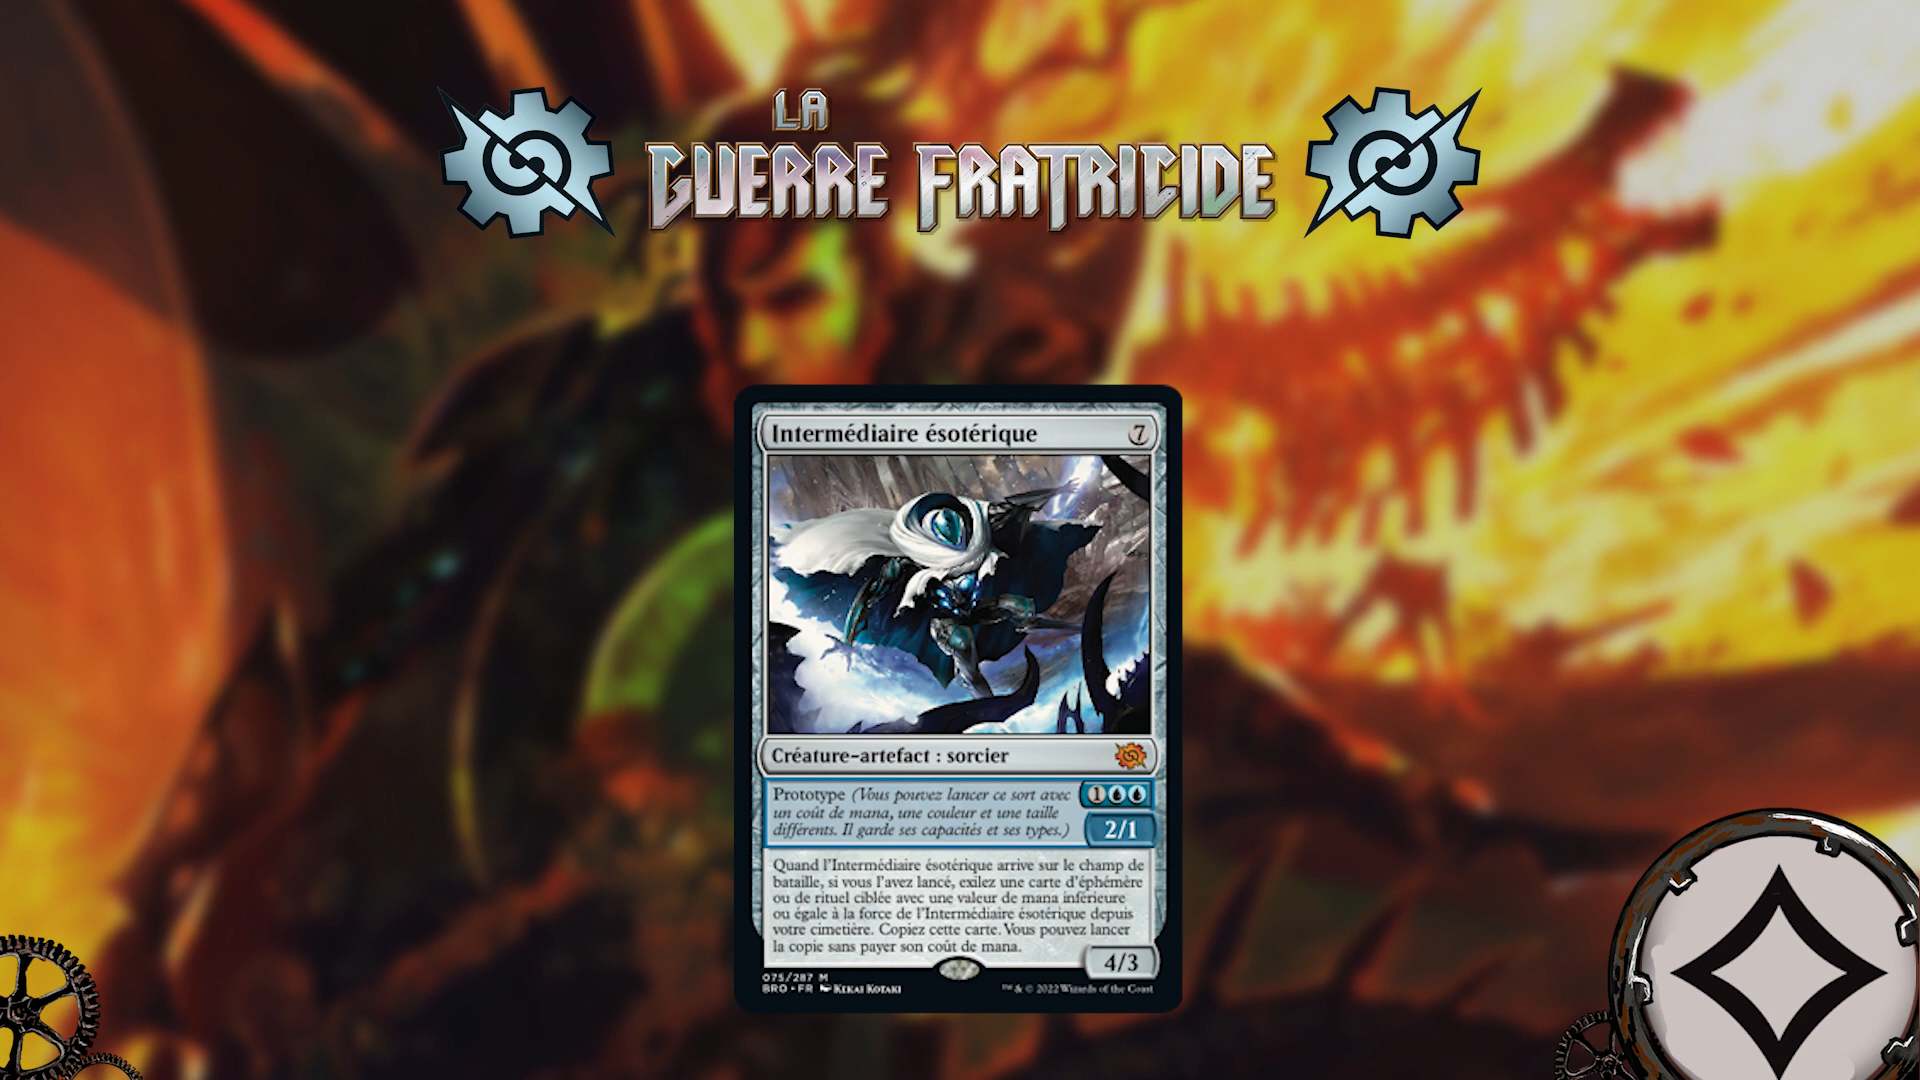 LA
GUERRE FRATRICIDE
Intermédiaire ésotérique 7
Créature-artefact : sorcier
Prototype (Vous pouvez lancer ce sort avec
un coût de mana, une couleur et une taille
différents. Il garde ses capacités et ses types.)
1
2/1
Quand l'Intermédiaire ésotérique arrive sur le champ de
bataille, si vous l'avez lancé, exilez une carte d'éphémère
ou de rituel ciblée avec une valeur de mana inférieure
ou égale à la force de l'Intermédiaire ésotérique depuis
votre cimetière. Copiez cette carte. Vous pouvez lancer
la copie sans payer son coût de mana.
4/3
075/287 M
BRO • FR Kekai Kotaki
™ & © 2022 Wizards of the Coast